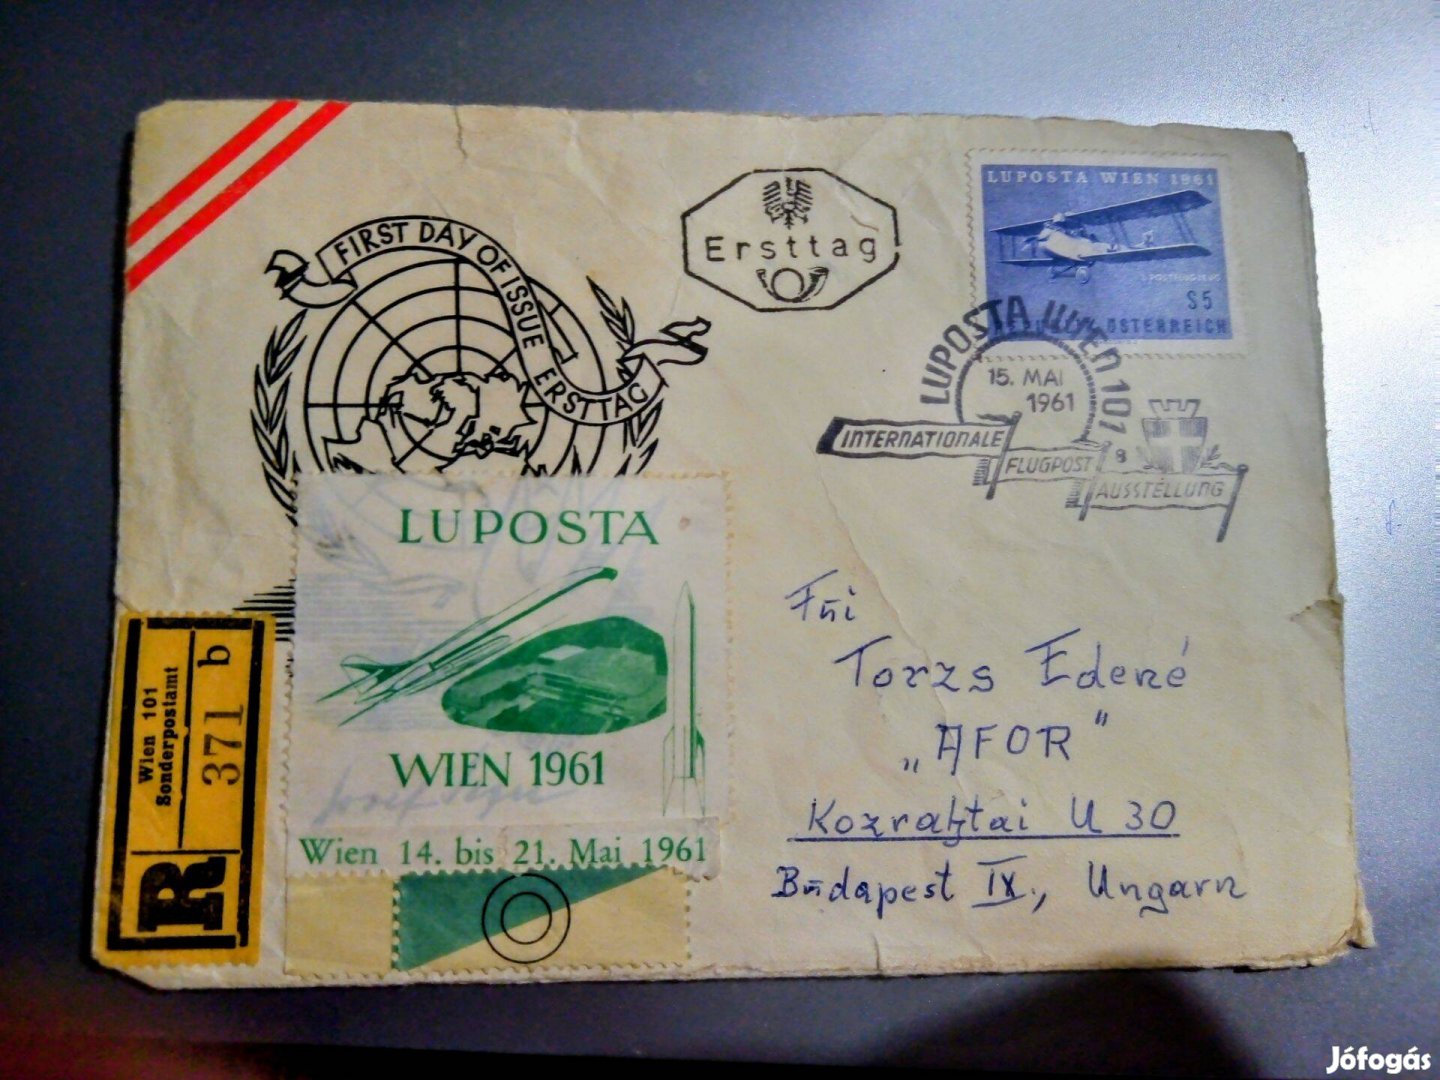 FIRST DAY OF ISSUE ERSTTAG
Ersttag
LUPOSTA WIEN 1961
S5
REPUBLIK ÖSTERREICH
LUPOSTA WIEN 101
15. MAI
1961
8
INTERNATIONALE
FLUGPOST
AUSSTELLUNG
LUPOSTA
WIEN 1961
Wien 14. bis 21. Mai 1961
R
Wien 101
Sonderpostamt
371 b
Torzs Edené
„AFOR”
U 30
Budapest IX., Ungarn
Jófogás